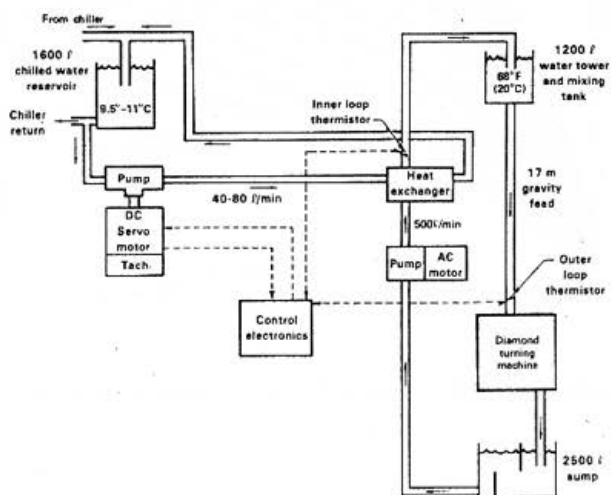 From chiller
1600 ℓ
chilled water
reservoir
9.5°-11°C
Chiller
return
Pump
DC
Servo
motor
Tach.
40-80 ℓ/min
Control
electronics
Inner loop
thermistor
Heat
exchanger
500ℓ/min
Pump
AC
motor
68°F
(20°C)
1200 ℓ
water tower
and mixing
tank
17 m
gravity
feed
Outer
loop
thermistor
Diamond
turning
machine
2500 ℓ
sump